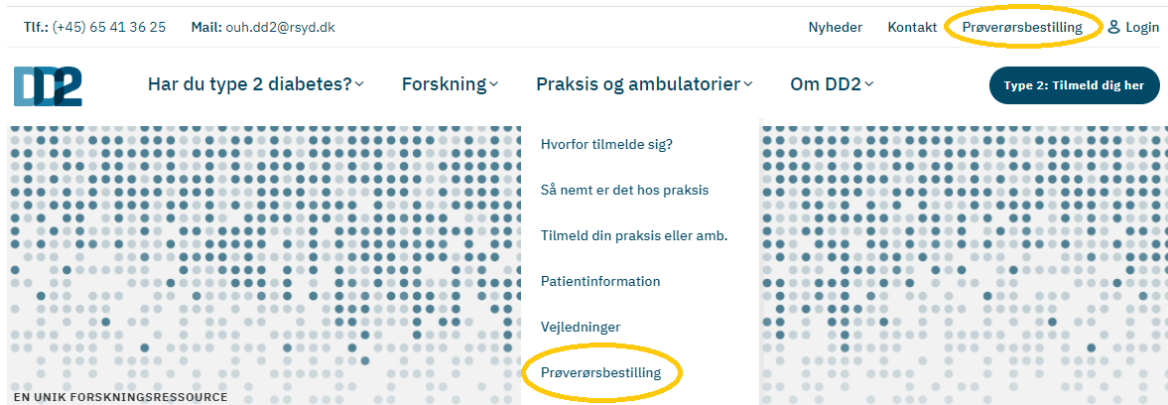 Tlf.: (+45) 65 41 36 25 Mail: ouh.dd2@rsyd.dk Nyheder Kontakt Prøverørsbestilling Login
DD2 Har du type 2 diabetes? Forskning Praksis og ambulatorier Om DD2 Type 2: Tilmeld dig her
Hvorfor tilmelde sig?
Så nemt er det hos praksis
Tilmeld din praksis eller amb.
Patientinformation
Vejledninger
Prøverørsbestilling
EN UNIK FORSKNINGSRESSOURCE